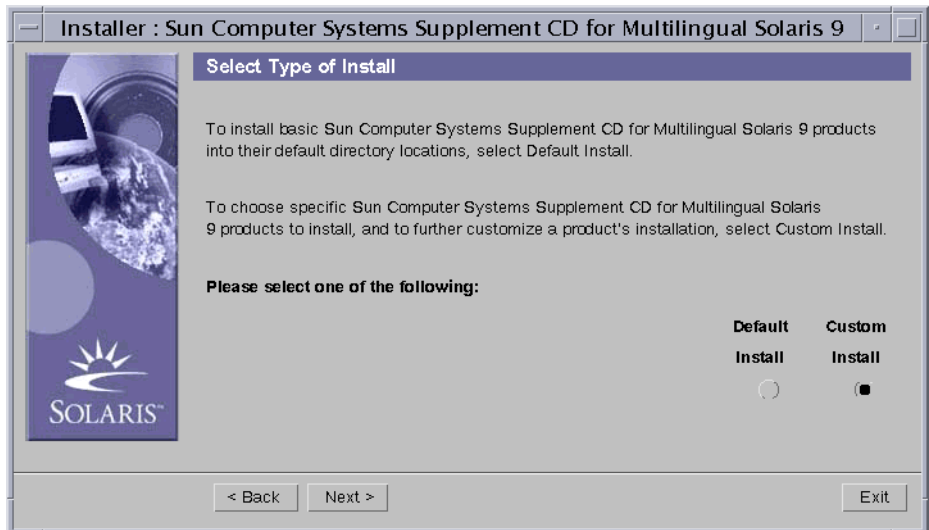 Installer : Sun Computer Systems Supplement CD for Multilingual Solaris 9
Select Type of Install
To install basic Sun Computer Systems Supplement CD for Multilingual Solaris 9 products
into their default directory locations, select Default Install.
To choose specific Sun Computer Systems Supplement CD for Multilingual Solaris
9 products to install, and to further customize a product's installation, select Custom Install.
Please select one of the following:
Default Custom
Install Install
SOLARIS™
< Back Next > Exit